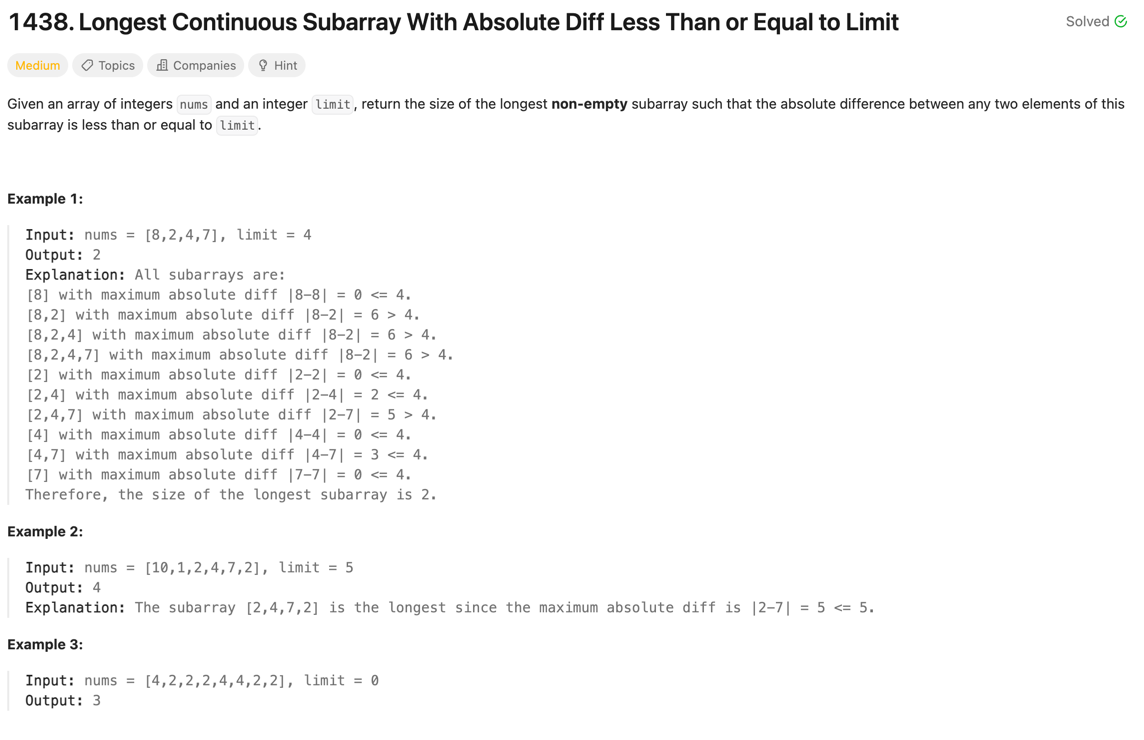 1438. Longest Continuous Subarray With Absolute Diff Less Than or Equal to Limit
Solved
Medium Topics Companies Hint
Given an array of integers nums and an integer limit, return the size of the longest non-empty subarray such that the absolute difference between any two elements of this
subarray is less than or equal to limit.
Example 1:
Input: nums = [8,2,4,7], limit = 4
Output: 2
Explanation: All subarrays are:
[8] with maximum absolute diff |8-8| = 0 <= 4.
[8,2] with maximum absolute diff |8-2| = 6 > 4.
[8,2,4] with maximum absolute diff |8-2| = 6 > 4.
[8,2,4,7] with maximum absolute diff |8-2| = 6 > 4.
[2] with maximum absolute diff |2-2| = 0 <= 4.
[2,4] with maximum absolute diff |2-4| = 2 <= 4.
[2,4,7] with maximum absolute diff |2-7| = 5 > 4.
[4] with maximum absolute diff |4-4| = 0 <= 4.
[4,7] with maximum absolute diff |4-7| = 3 <= 4.
[7] with maximum absolute diff |7-7| = 0 <= 4.
Therefore, the size of the longest subarray is 2.
Example 2:
Input: nums = [10,1,2,4,7,2], limit = 5
Output: 4
Explanation: The subarray [2,4,7,2] is the longest since the maximum absolute diff is |2-7| = 5 <= 5.
Example 3:
Input: nums = [4,2,2,2,4,4,2,2], limit = 0
Output: 3